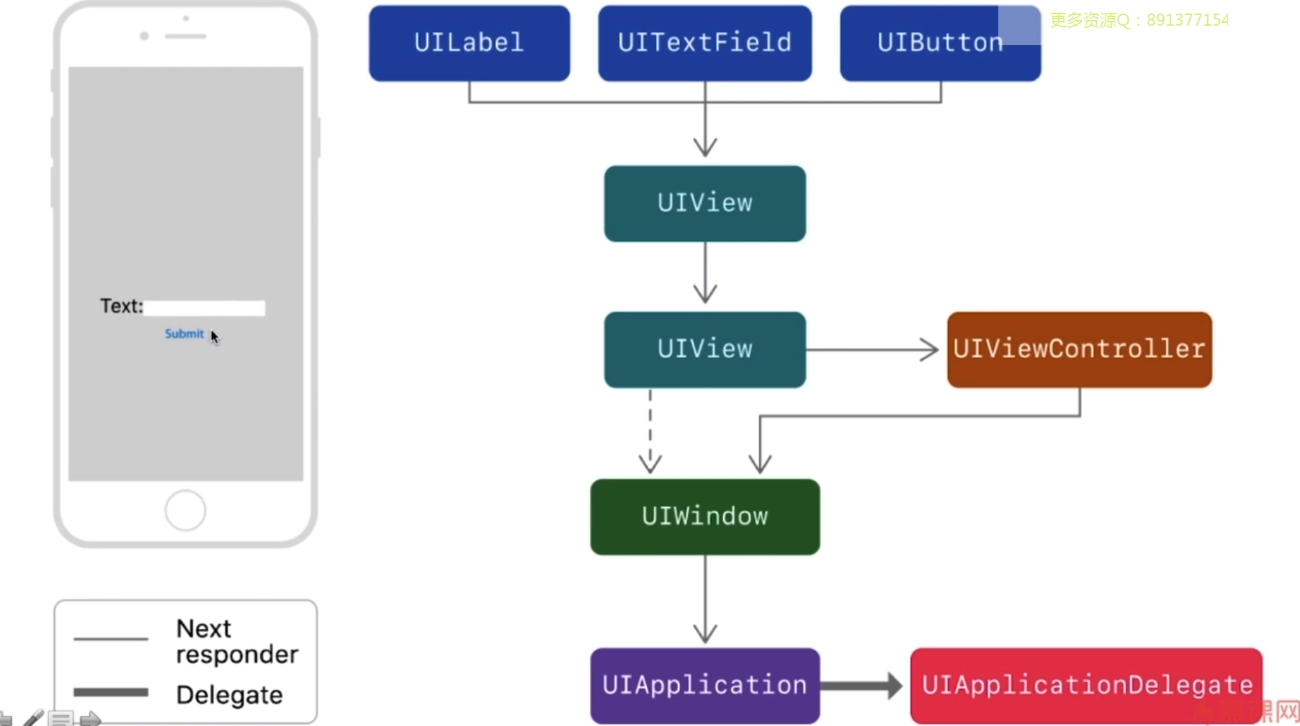 更多资源Q：891377154
UILabel
UITextField
UIButton
UIView
UIView
UIViewController
Text:
Submit
UIWindow
Next
responder
Delegate
UIApplication
UIApplicationDelegate
课网